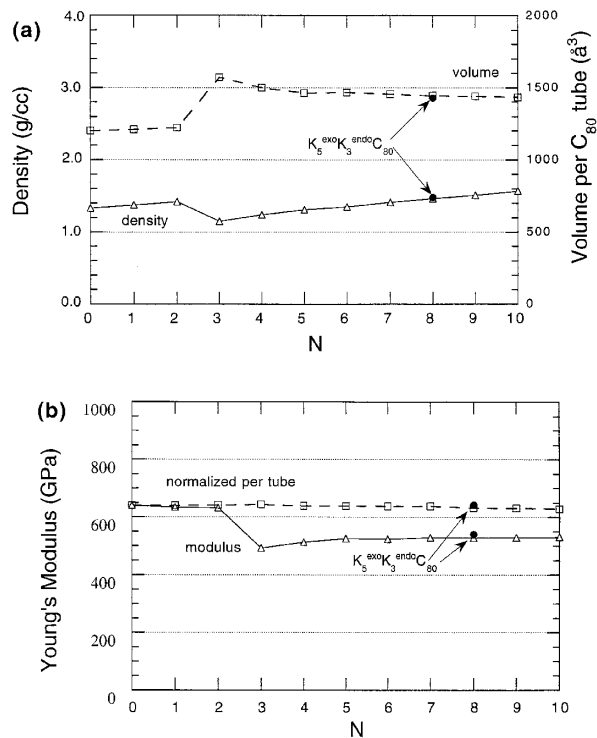 (a)
4.0
3.0
2.0
1.0
0.0
Density (g/cc)
2000
1500
1000
500
0
Volume per C80 tube (å³)
volume
K5exoK3endoC80
density
0 1 2 3 4 5 6 7 8 9 10
N
(b)
1000
800
600
400
200
0
Young's Modulus (GPa)
normalized per tube
modulus
K5exoK3endoC80
0 1 2 3 4 5 6 7 8 9 10
N